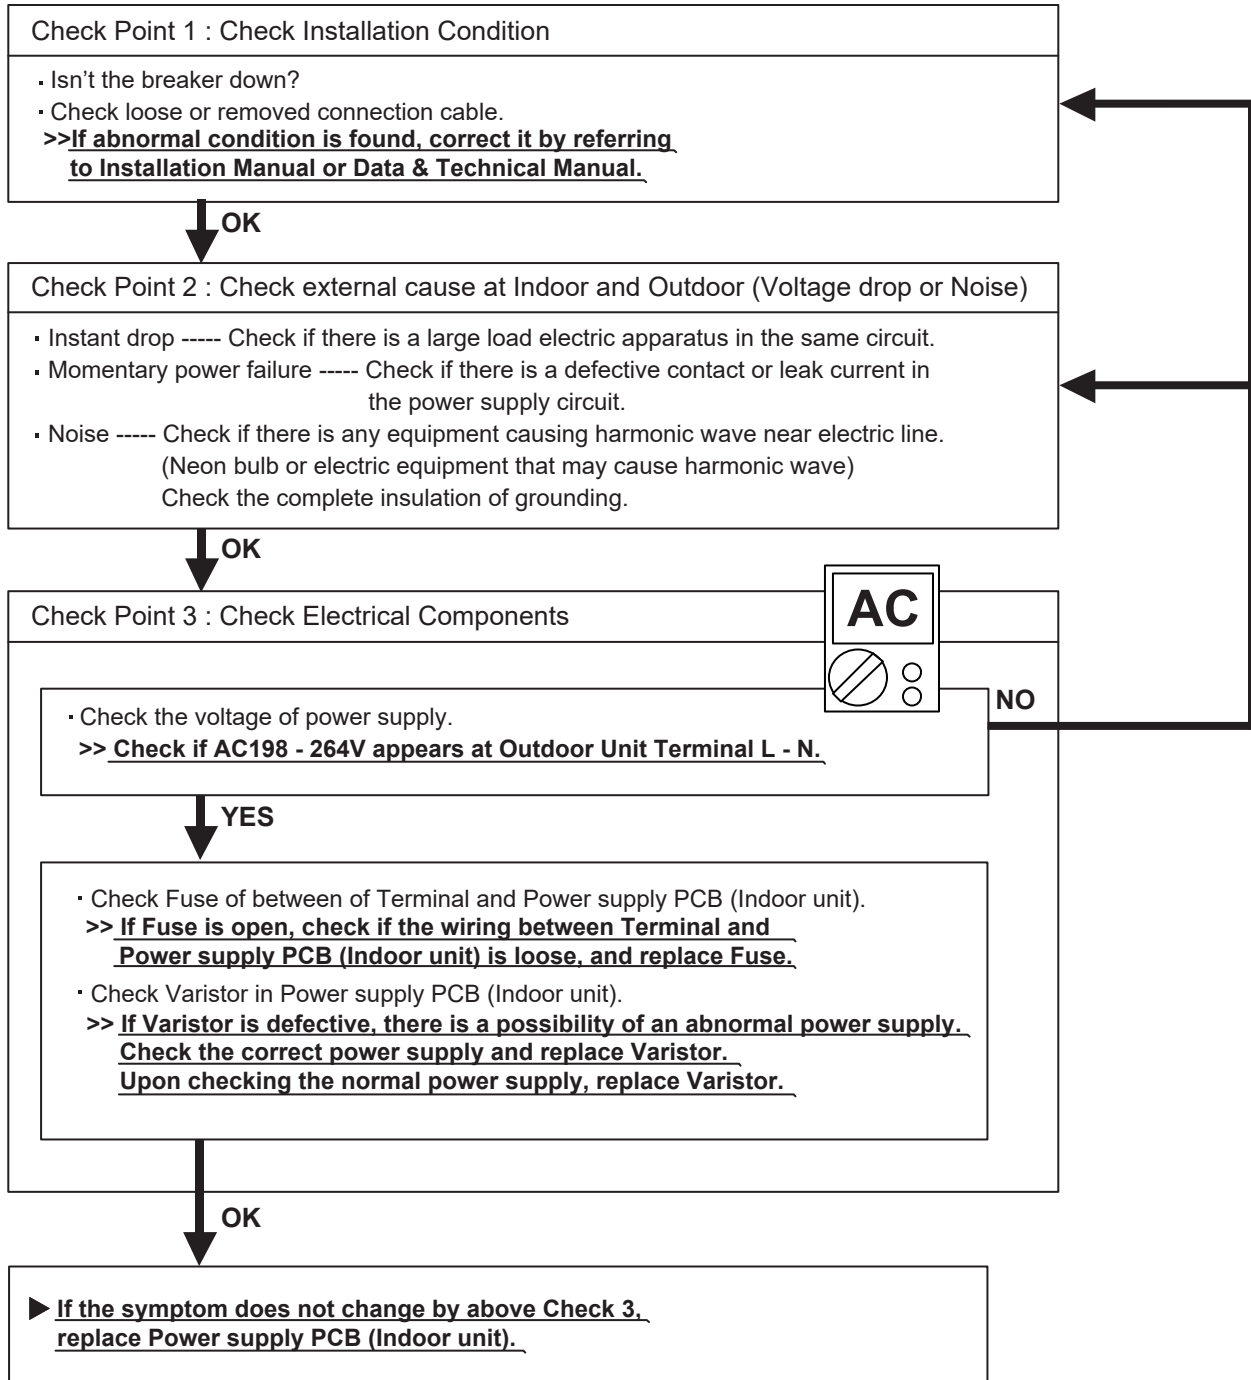 Check Point 1 : Check Installation Condition
· Isn’t the breaker down?
· Check loose or removed connection cable.
>>If abnormal condition is found, correct it by referring
to Installation Manual or Data & Technical Manual.
OK
Check Point 2 : Check external cause at Indoor and Outdoor (Voltage drop or Noise)
· Instant drop ----- Check if there is a large load electric apparatus in the same circuit.
· Momentary power failure ----- Check if there is a defective contact or leak current in
the power supply circuit.
· Noise ----- Check if there is any equipment causing harmonic wave near electric line.
(Neon bulb or electric equipment that may cause harmonic wave)
Check the complete insulation of grounding.
OK
Check Point 3 : Check Electrical Components
AC
· Check the voltage of power supply.
>> Check if AC198 - 264V appears at Outdoor Unit Terminal L - N.
NO
YES
· Check Fuse of between of Terminal and Power supply PCB (Indoor unit).
>> If Fuse is open, check if the wiring between Terminal and
Power supply PCB (Indoor unit) is loose, and replace Fuse.
· Check Varistor in Power supply PCB (Indoor unit).
>> If Varistor is defective, there is a possibility of an abnormal power supply.
Check the correct power supply and replace Varistor.
Upon checking the normal power supply, replace Varistor.
OK
▶ If the symptom does not change by above Check 3,
replace Power supply PCB (Indoor unit).